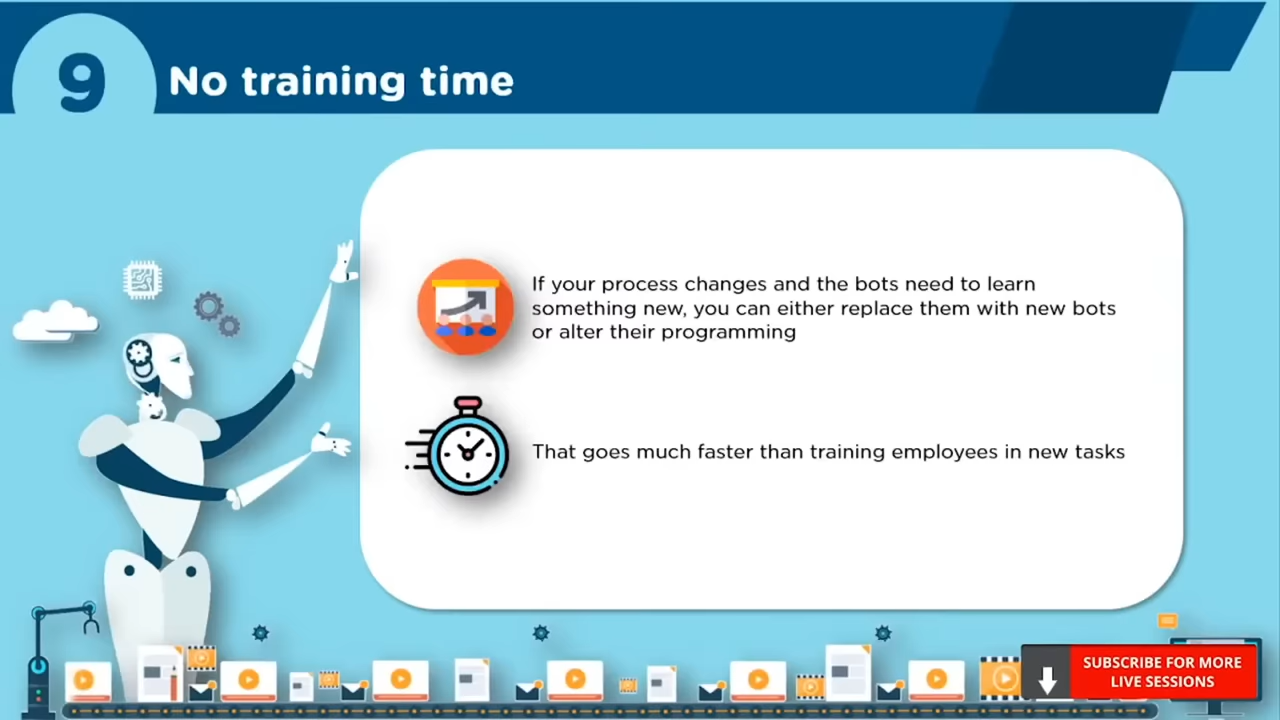 9
No training time
If your process changes and the bots need to learn
something new, you can either replace them with new bots
or alter their programming
That goes much faster than training employees in new tasks
SUBSCRIBE FOR MORE
LIVE SESSIONS